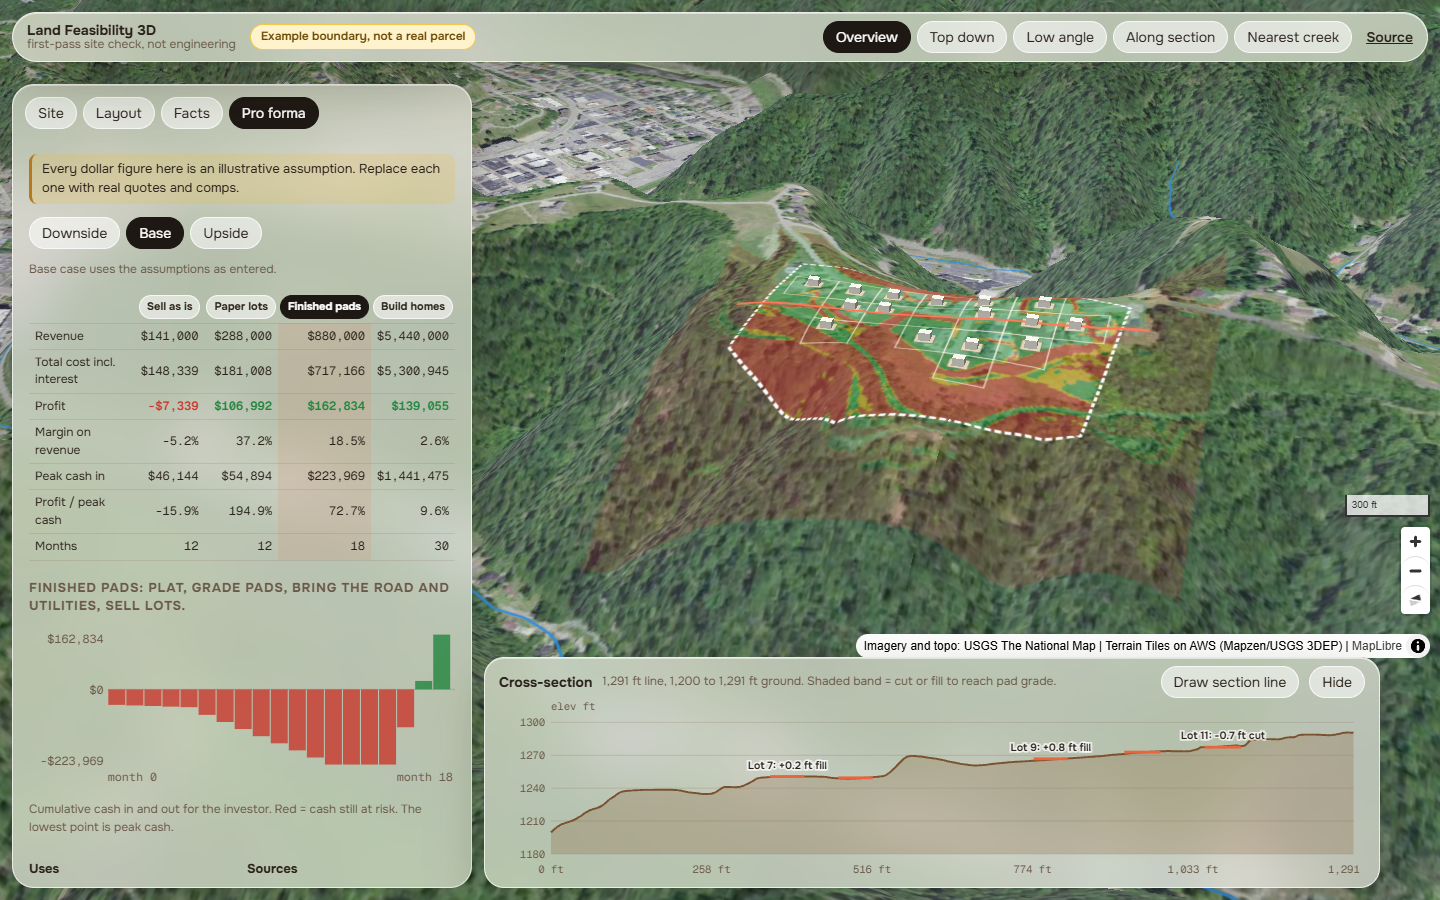 Land Feasibility 3D
first-pass site check, not engineering
Example boundary, not a real parcel
Overview
Top down
Low angle
Along section
Nearest creek
Source
Site
Layout
Facts
Pro forma
Every dollar figure here is an illustrative assumption. Replace each
one with real quotes and comps.
Downside
Base
Upside
Base case uses the assumptions as entered.
Sell as is Paper lots Finished pads Build homes
Revenue $141,000 $288,000 $880,000 $5,440,000
Total cost incl.
interest $148,339 $181,008 $717,166 $5,300,945
Profit -$7,339 $106,992 $162,834 $139,055
Margin on
revenue -5.2% 37.2% 18.5% 2.6%
Peak cash in $46,144 $54,894 $223,969 $1,441,475
Profit / peak
cash -15.9% 194.9% 72.7% 9.6%
Months 12 12 18 30
FINISHED PADS: PLAT, GRADE PADS, BRING THE ROAD AND
UTILITIES, SELL LOTS.
$162,834
$0
-$223,969
month 0 month 18
Cumulative cash in and out for the investor. Red = cash still at risk. The
lowest point is peak cash.
Uses Sources
300 ft
Imagery and topo: USGS The National Map | Terrain Tiles on AWS (Mapzen/USGS 3DEP) | MapLibre
Cross-section 1,291 ft line, 1,200 to 1,291 ft ground. Shaded band = cut or fill to reach pad grade.
Draw section line
Hide
elev ft
1300
1270
1240
1210
1180
Lot 7: +0.2 ft fill
Lot 9: +0.8 ft fill
Lot 11: -0.7 ft cut
0 ft 258 ft 516 ft 774 ft 1,033 ft 1,291